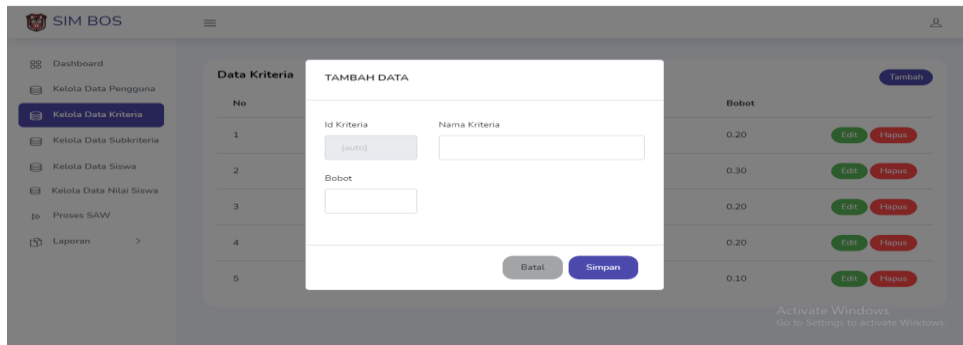 SIM BOS
Dashboard
Kelola Data Pengguna
Kelola Data Kriteria
Kelola Data Subkriteria
Kelola Data Siswa
Kelola Data Nilai Siswa
Proses SAW
Laporan >
Data Kriteria
Tambah
No Bobot
1 0.20 Edit Hapus
2 0.30 Edit Hapus
3 0.20 Edit Hapus
4 0.20 Edit Hapus
5 0.10 Edit Hapus
TAMBAH DATA
Id Kriteria Nama Kriteria
(auto)
Bobot
Batal Simpan
Activate Windows
Go to Settings to activate Windows.